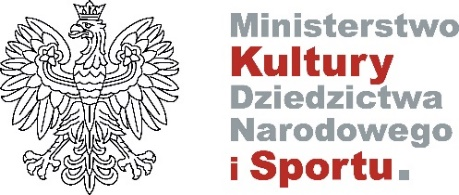 Ministerstwo
Kultury
Dziedzictwa
Narodowego
i Sportu.